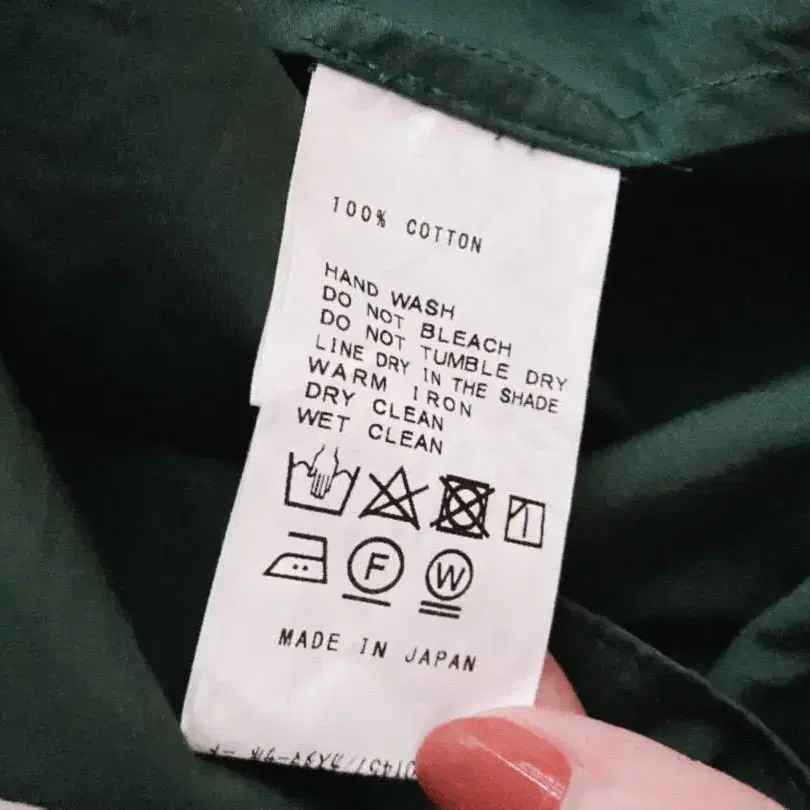 100% COTTON
HAND WASH
DO NOT BLEACH
DO NOT TUMBLE DRY
LINE DRY IN THE SHADE
WARM IRON
DRY CLEAN
WET CLEAN
F
W
MADE IN JAPAN